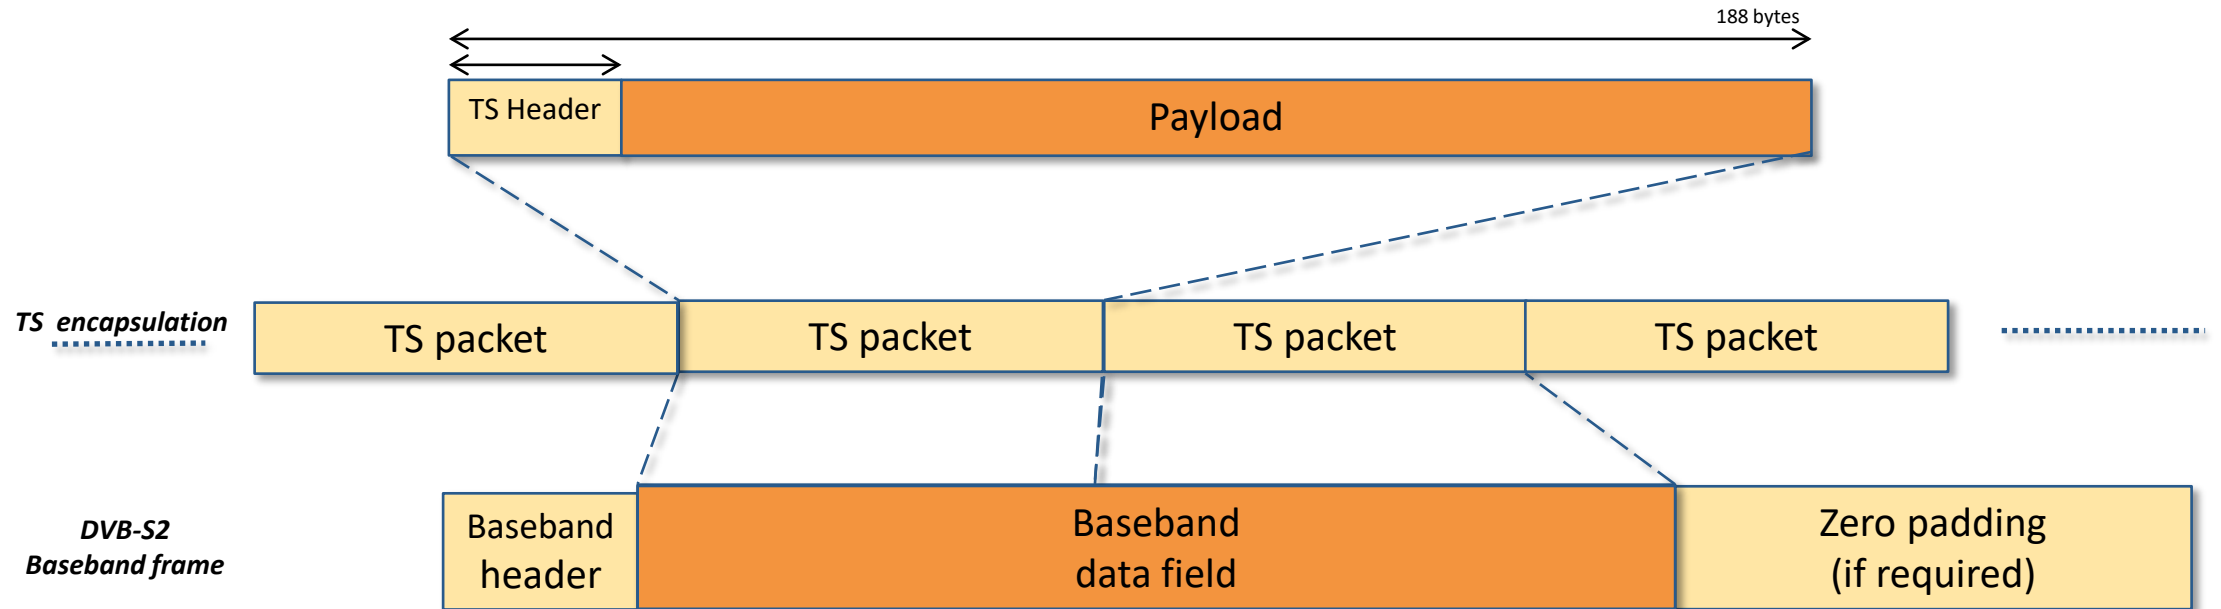 188 bytes
TS Header
Payload
TS encapsulation
TS packet
TS packet
TS packet
TS packet
DVB-S2
Baseband frame
Baseband
header
Baseband
data field
Zero padding
(if required)